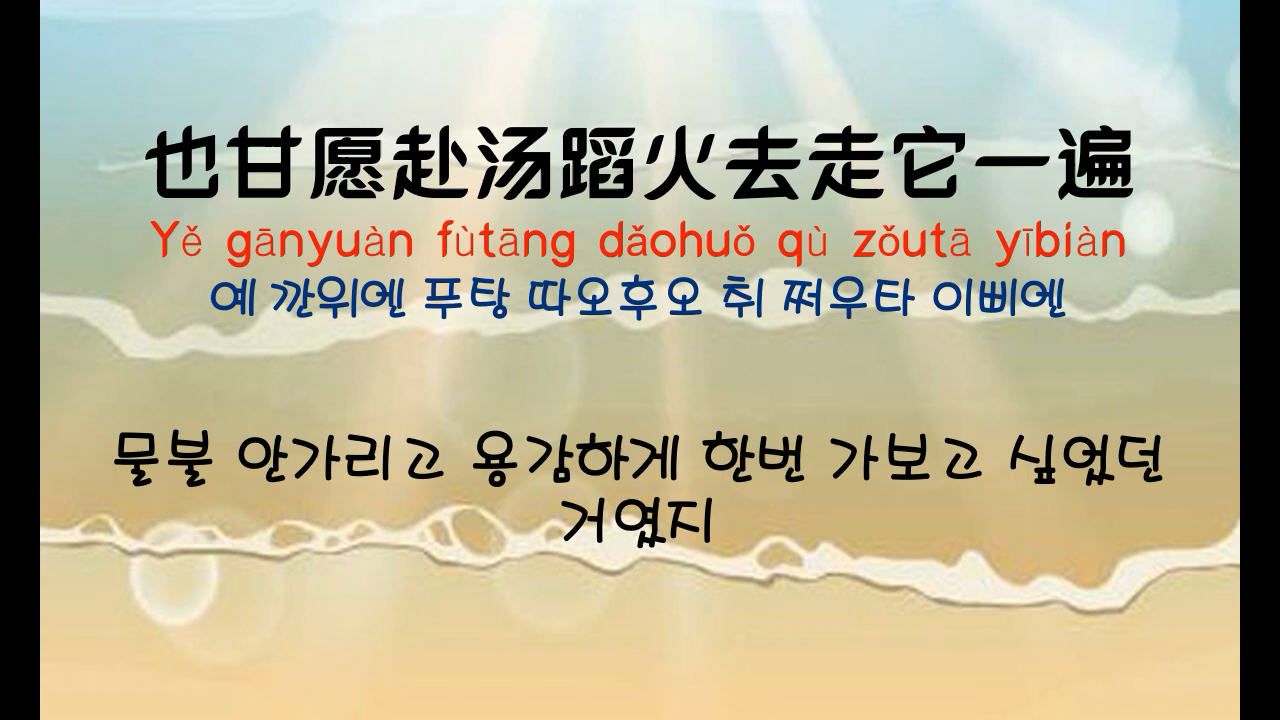 也甘愿赴汤蹈火去走它一遍
Yě gānyuàn fùtāng dǎohuǒ qù zǒutā yībiàn
예 깐위엔 푸탕 따오후오 취 쩌우타 이삐엔
물불 안가리고 용감하게 한번 가보고 싶었던
거였지